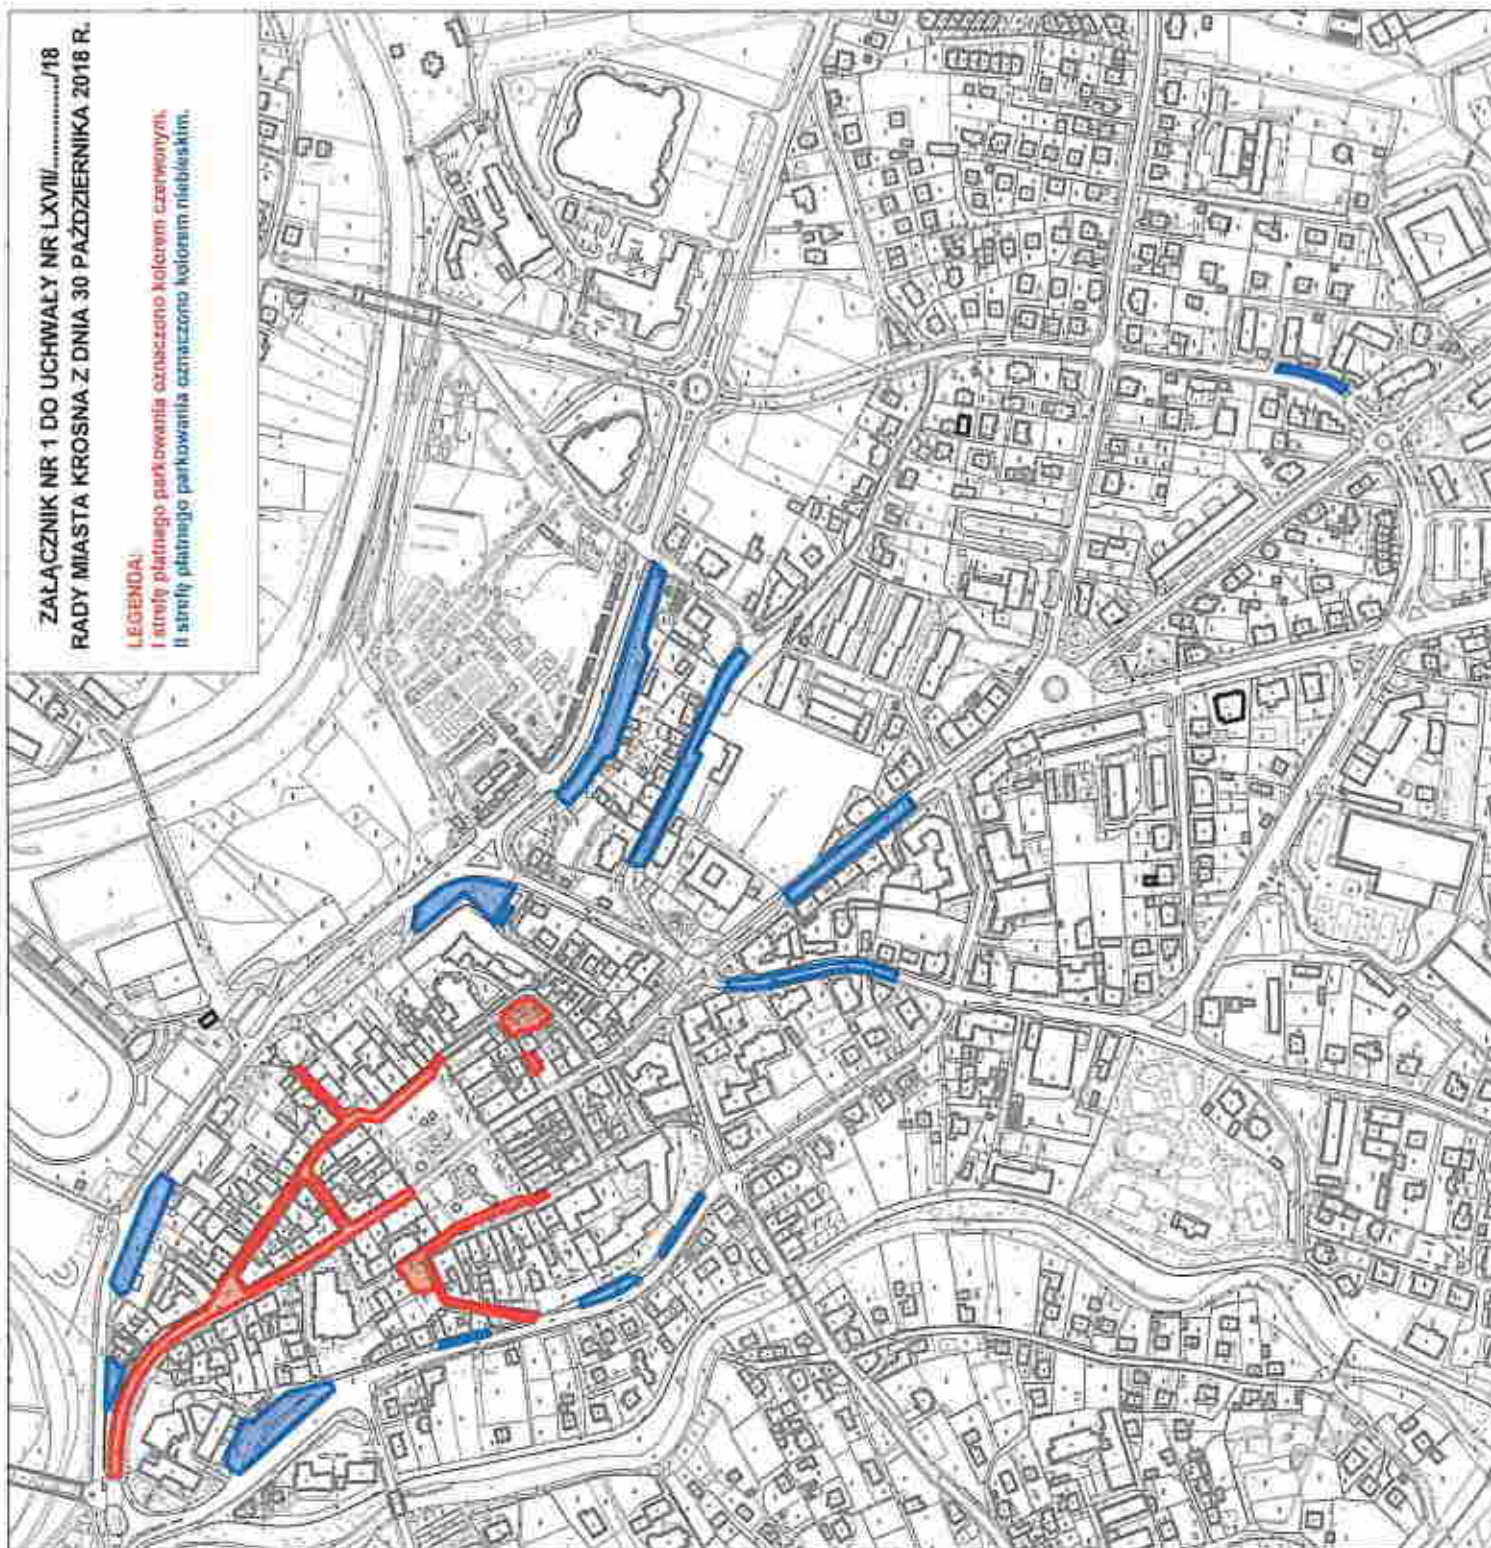 ZAŁĄCZNIK NR 1 DO UCHWAŁY NR LXVII/................/18
RADY MIASTA KROSNA Z DNIA 30 PAŹDZIERNIKA 2018 R.
LEGENDA:
I strefę płatnego parkowania oznaczono kolorem czerwonym.
II strefę płatnego parkowania oznaczono kolorem niebieskim.